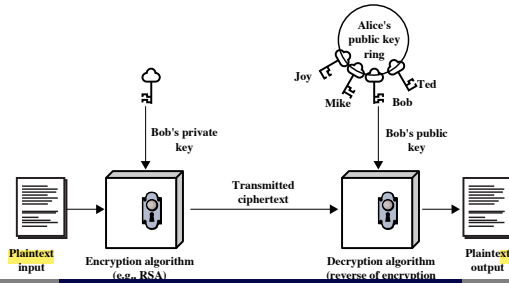 Alice's
public key
ring
Joy
Ted
Mike
Bob
Bob's private
key
Bob's public
key
Transmitted
ciphertext
Plaintext
input
Encryption algorithm
(e.g., RSA)
Decryption algorithm
(reverse of encryption
Plaintext
output